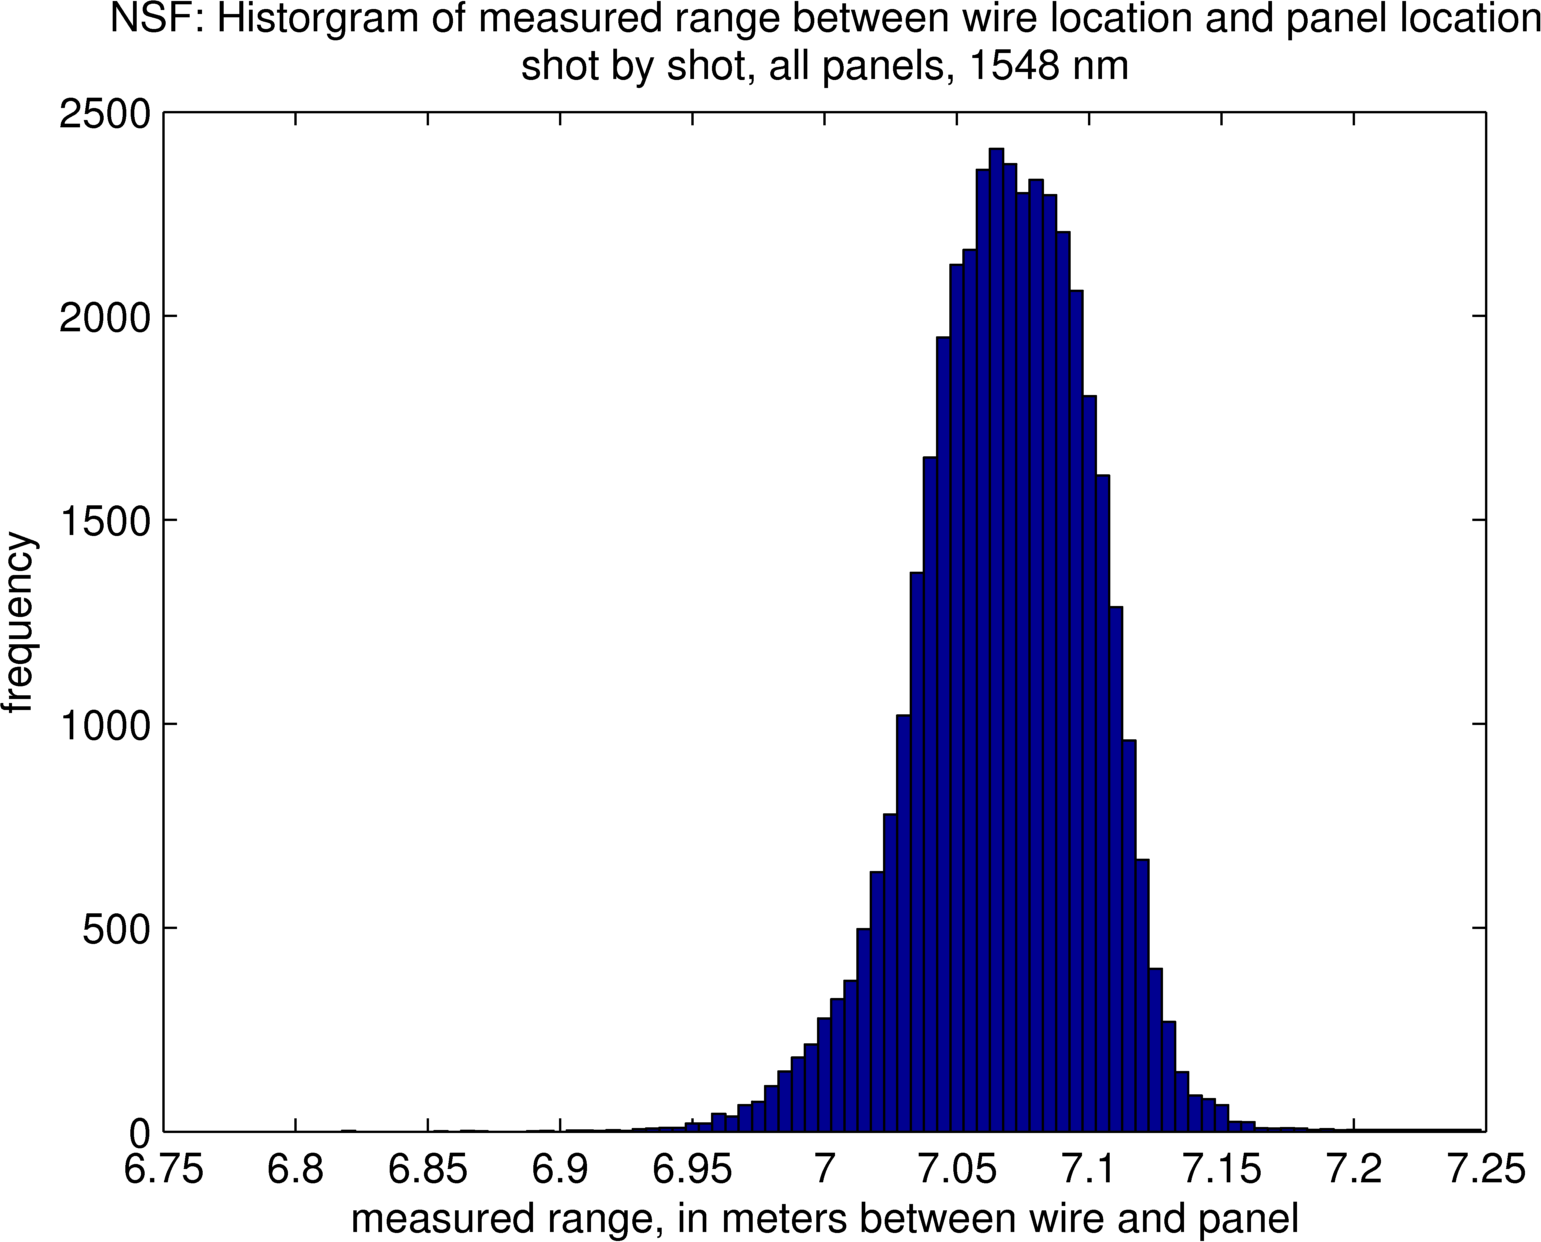 NSF: Historgram of measured range between wire location and panel location
shot by shot, all panels, 1548 nm
2500
2000
1500
1000
500
0
frequency
6.75 6.8 6.85 6.9 6.95 7 7.05 7.1 7.15 7.2 7.25
measured range, in meters between wire and panel